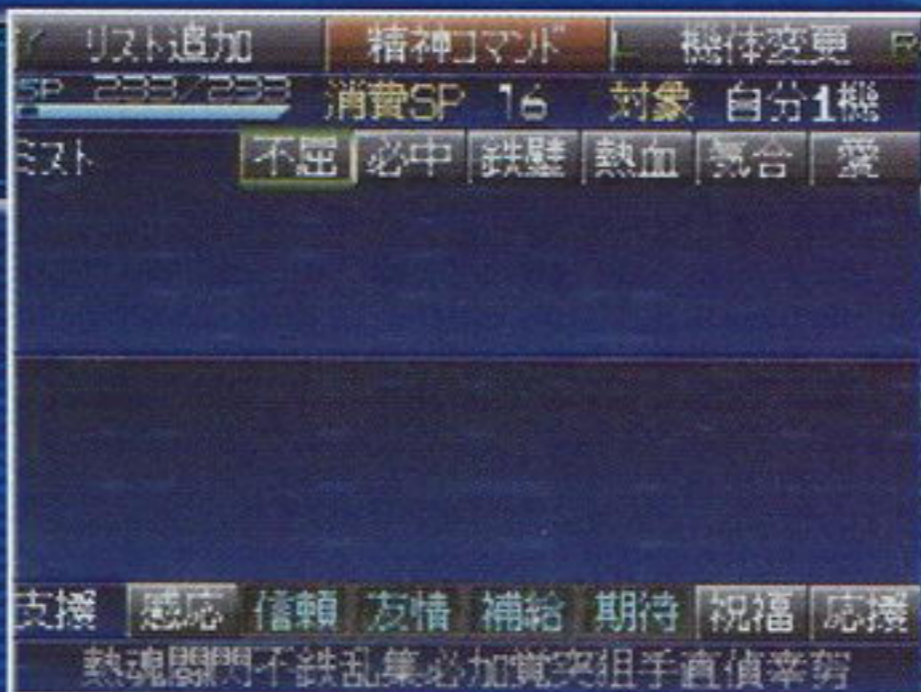 Y リスト追加 精神コマンド L 機体変更 R
SP 233/233 消費SP 16 対象 自分1機
ミスト 不屈 必中 鉄壁 熱血 気合 愛
支援 感応 信頼 友情 補給 期待 祝福 応援
熱魂闘閃不鉄乱集必加覚突狙手直偵幸努